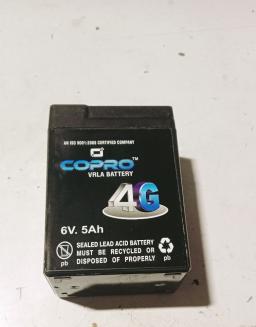 AN ISO 9001:2008 CERTIFIED COMPANY
COPRO™
VRLA BATTERY
4G
6V. 5Ah
SEALED LEAD ACID BATTERY
MUST BE RECYCLED OR
DISPOSED OF PROPERLY
pb
pb